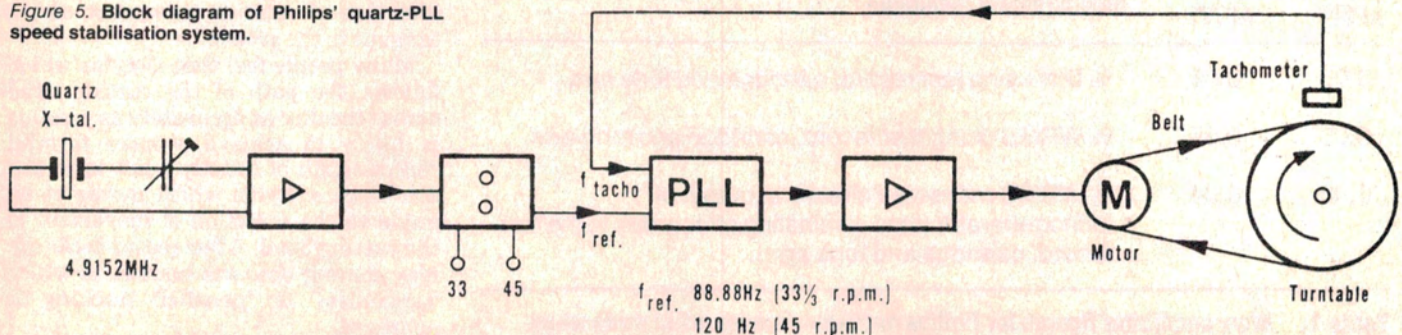 Figure 5. Block diagram of Philips' quartz-PLL
speed stabilisation system.
Quartz
X–tal.
4.9152MHz
33
45
f tacho
f ref.
PLL
f ref. 88.88Hz (33⅓ r.p.m.)
120 Hz (45 r.p.m.)
M
Motor
Belt
Tachometer
Turntable